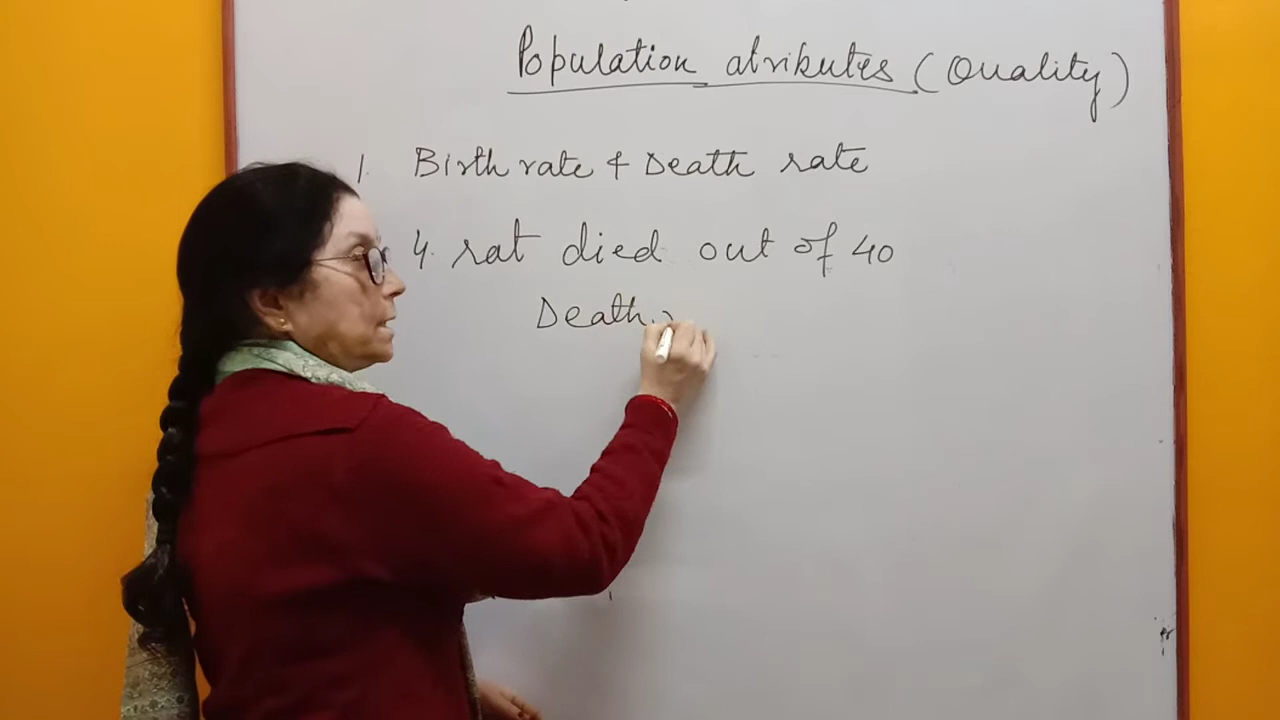 Population atributes (Quality)
1. Birth rate & Death rate
4. rat died out of 40
Death